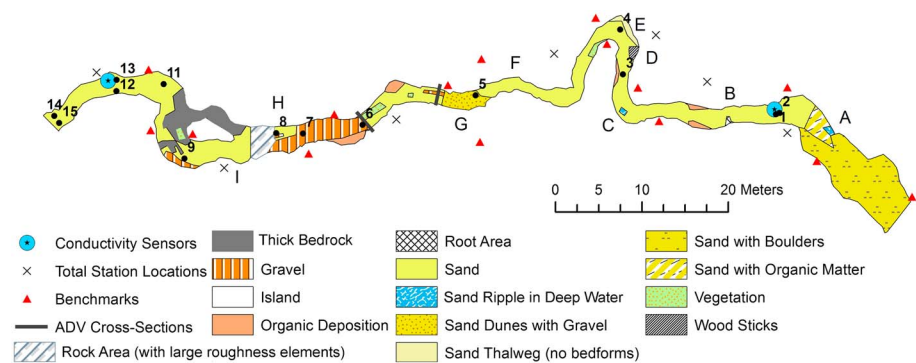 4 E
D
F
3
13
11
12
14
15
5
G
B
C
2
1
A
H
8
7
6
9
I
0 5 10 20 Meters
Conductivity Sensors
Thick Bedrock
Root Area
Sand with Boulders
Total Station Locations
Gravel
Sand
Sand with Organic Matter
Benchmarks
Island
Sand Ripple in Deep Water
Vegetation
ADV Cross-Sections
Organic Deposition
Sand Dunes with Gravel
Wood Sticks
Rock Area (with large roughness elements)
Sand Thalweg (no bedforms)